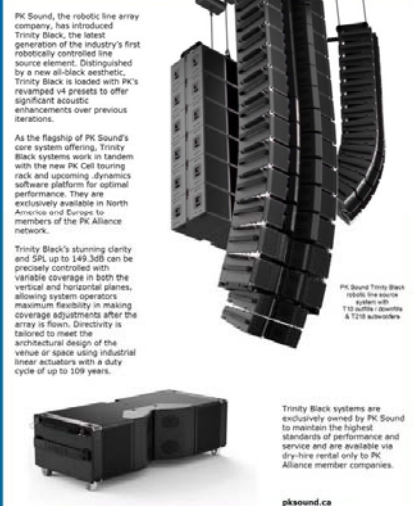 PK Sound, the robotic line array
company, has introduced
Trinity Black, the latest
generation of the industry's first
robotically controlled line
source element. Distinguished
by a new all-black aesthetic,
Trinity Black is loaded with PK's
revamped v4 presets to offer
significant acoustic
enhancements over previous
iterations.
As the flagship of PK Sound's
core system offering, Trinity
Black systems work in tandem
with the new PK Cell touring
rack and upcoming .dynamics
software platform for optimal
performance. They are
exclusively available in North
America and Europe to
members of the PK Alliance
network.
Trinity Black's stunning clarity
and SPL up to 149.3dB can be
precisely controlled with
variable coverage in both the
vertical and horizontal planes,
allowing system operators
maximum flexibility in making
coverage adjustments after the
array is flown. Directivity is
tailored to meet the
architectural design of the
venue or space using industrial
linear actuators with a duty
cycle of up to 109 years.
PK Sound Trinity Black
robotic line source
system with
T10 outfills / downfills
& T218 subwoofers
Trinity Black systems are
exclusively owned by PK Sound
to maintain the highest
standards of performance and
service and are available via
dry-hire rental only to PK
Alliance member companies.
pksound.ca